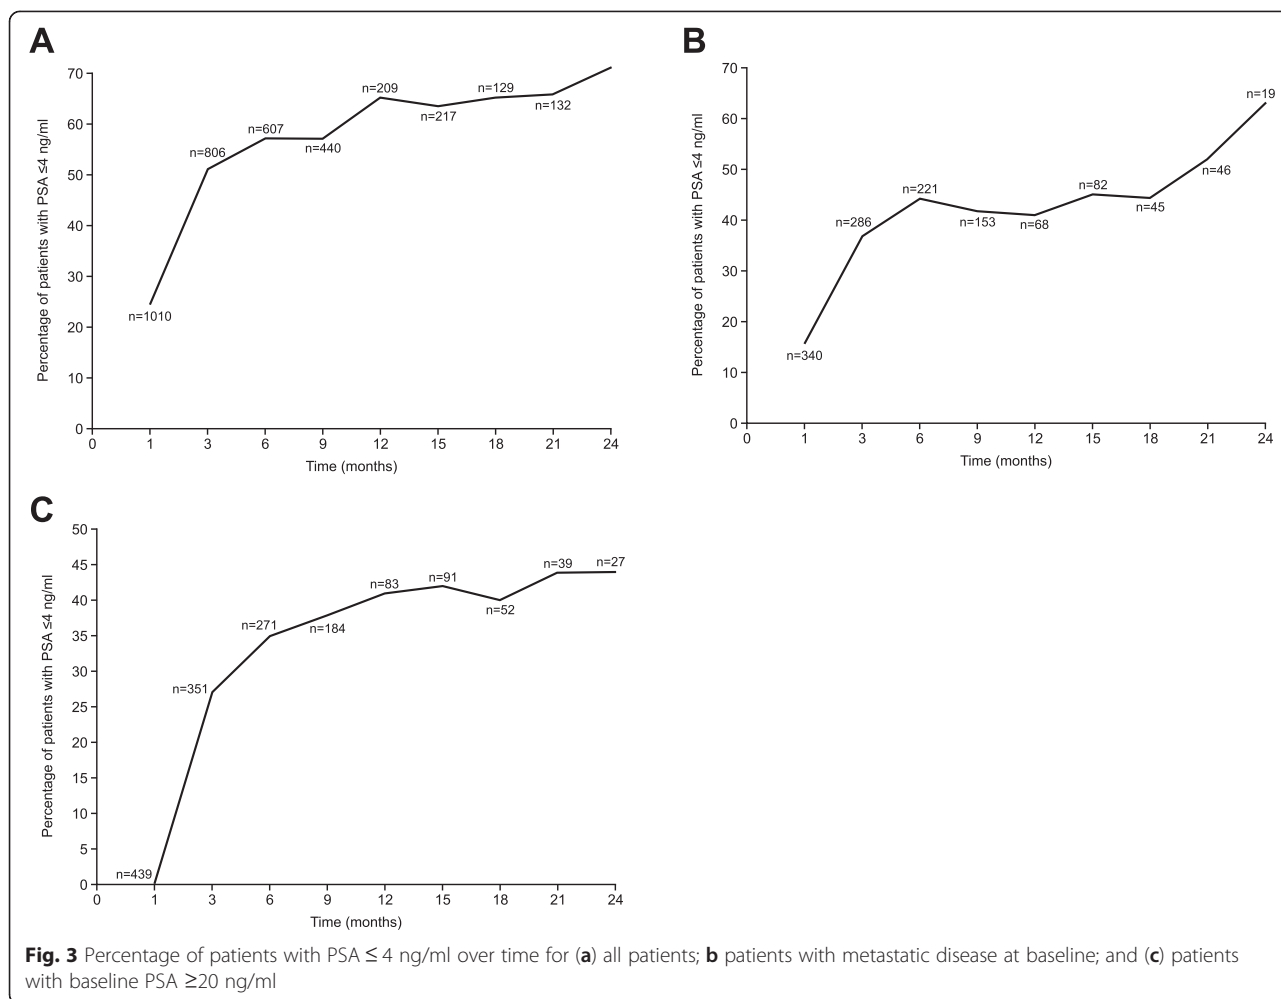 A
Percentage of patients with PSA ≤4 ng/ml
70
60
50
40
30
20
10
0
n=1010
n=806
n=607
n=440
n=209
n=217
n=129
n=132
0 1 3 6 9 12 15 18 21 24
Time (months)
B
Percentage of patients with PSA ≤4 ng/ml
70
60
50
40
30
20
10
0
n=340
n=286
n=221
n=153
n=68
n=82
n=45
n=46
n=19
0 1 3 6 9 12 15 18 21 24
Time (months)
C
Percentage of patients with PSA ≤4 ng/ml
50
45
40
35
30
25
20
15
10
5
0
n=439
n=351
n=271
n=184
n=83
n=91
n=52
n=39
n=27
0 1 3 6 9 12 15 18 21 24
Time (months)
Fig. 3 Percentage of patients with PSA ≤ 4 ng/ml over time for (a) all patients; b patients with metastatic disease at baseline; and (c) patients
with baseline PSA ≥20 ng/ml